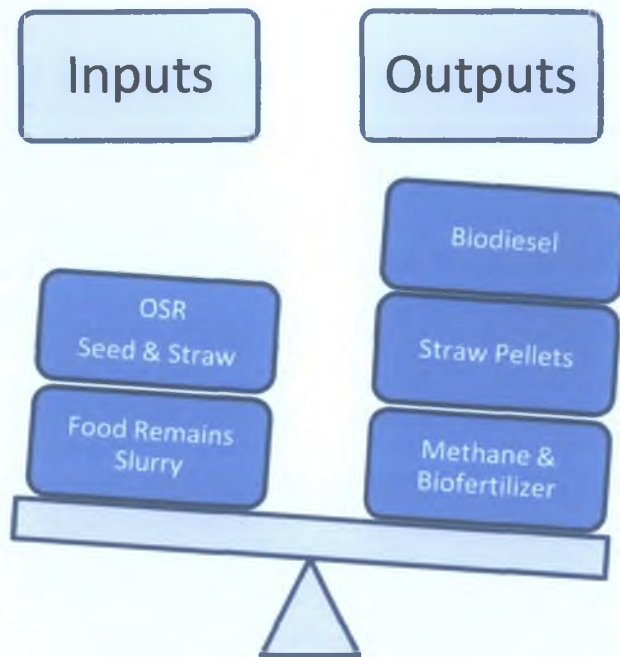 Inputs
Outputs
OSR
Seed & Straw
Food Remains
Slurry
Biodiesel
Straw Pellets
Methane &
Biofertilizer